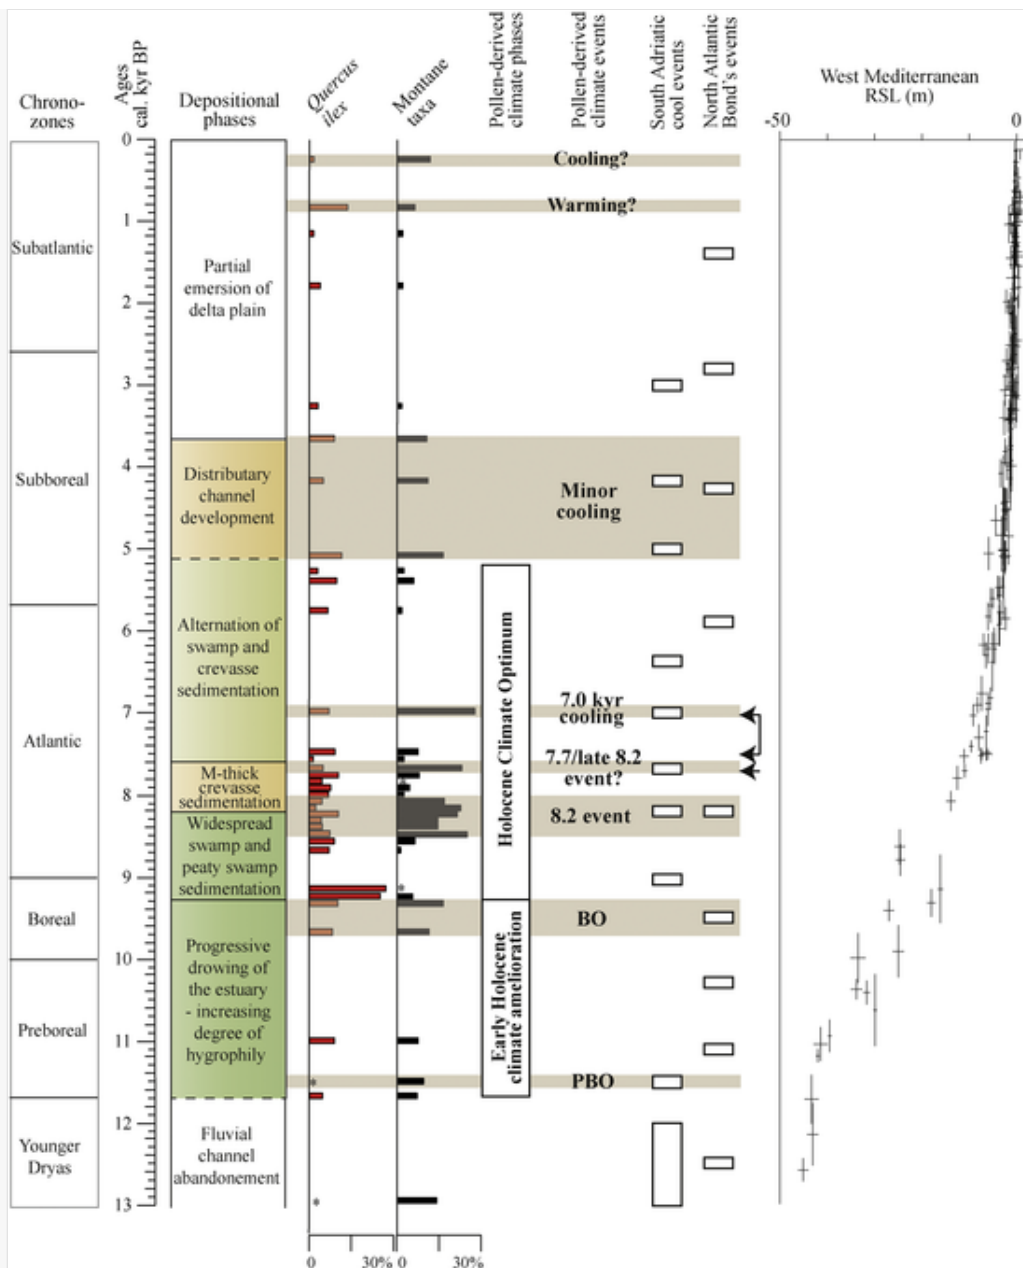 Chrono-
zones
Ages
cal. kyr BP
Depositional
phases
Quercus
ilex
Montane
taxa
Pollen-derived
climate phases
Pollen-derived
climate events
South Adriatic
cool events
North Atlantic
Bond's events
West Mediterranean
RSL (m)
-50
0
0
1
2
3
4
5
6
7
8
9
10
11
12
13
Subatlantic
Subboreal
Atlantic
Boreal
Preboreal
Younger
Dryas
Partial
emersion of
delta plain
Distributary
channel
development
Alternation of
swamp and
crevasse
sedimentation
M-thick
crevasse
sedimentation
Widespread
swamp and
peaty swamp
sedimentation
Progressive
drowing of
the estuary
- increasing
degree of
hygrophily
Fluvial
channel
abandonement
Holocene Climate Optimum
Early Holocene
climate amelioration
Cooling?
Warming?
Minor
cooling
7.0 kyr
cooling
7.7/late 8.2
event?
8.2 event
BO
PBO
*
*
*
*
0
30%
0
30%